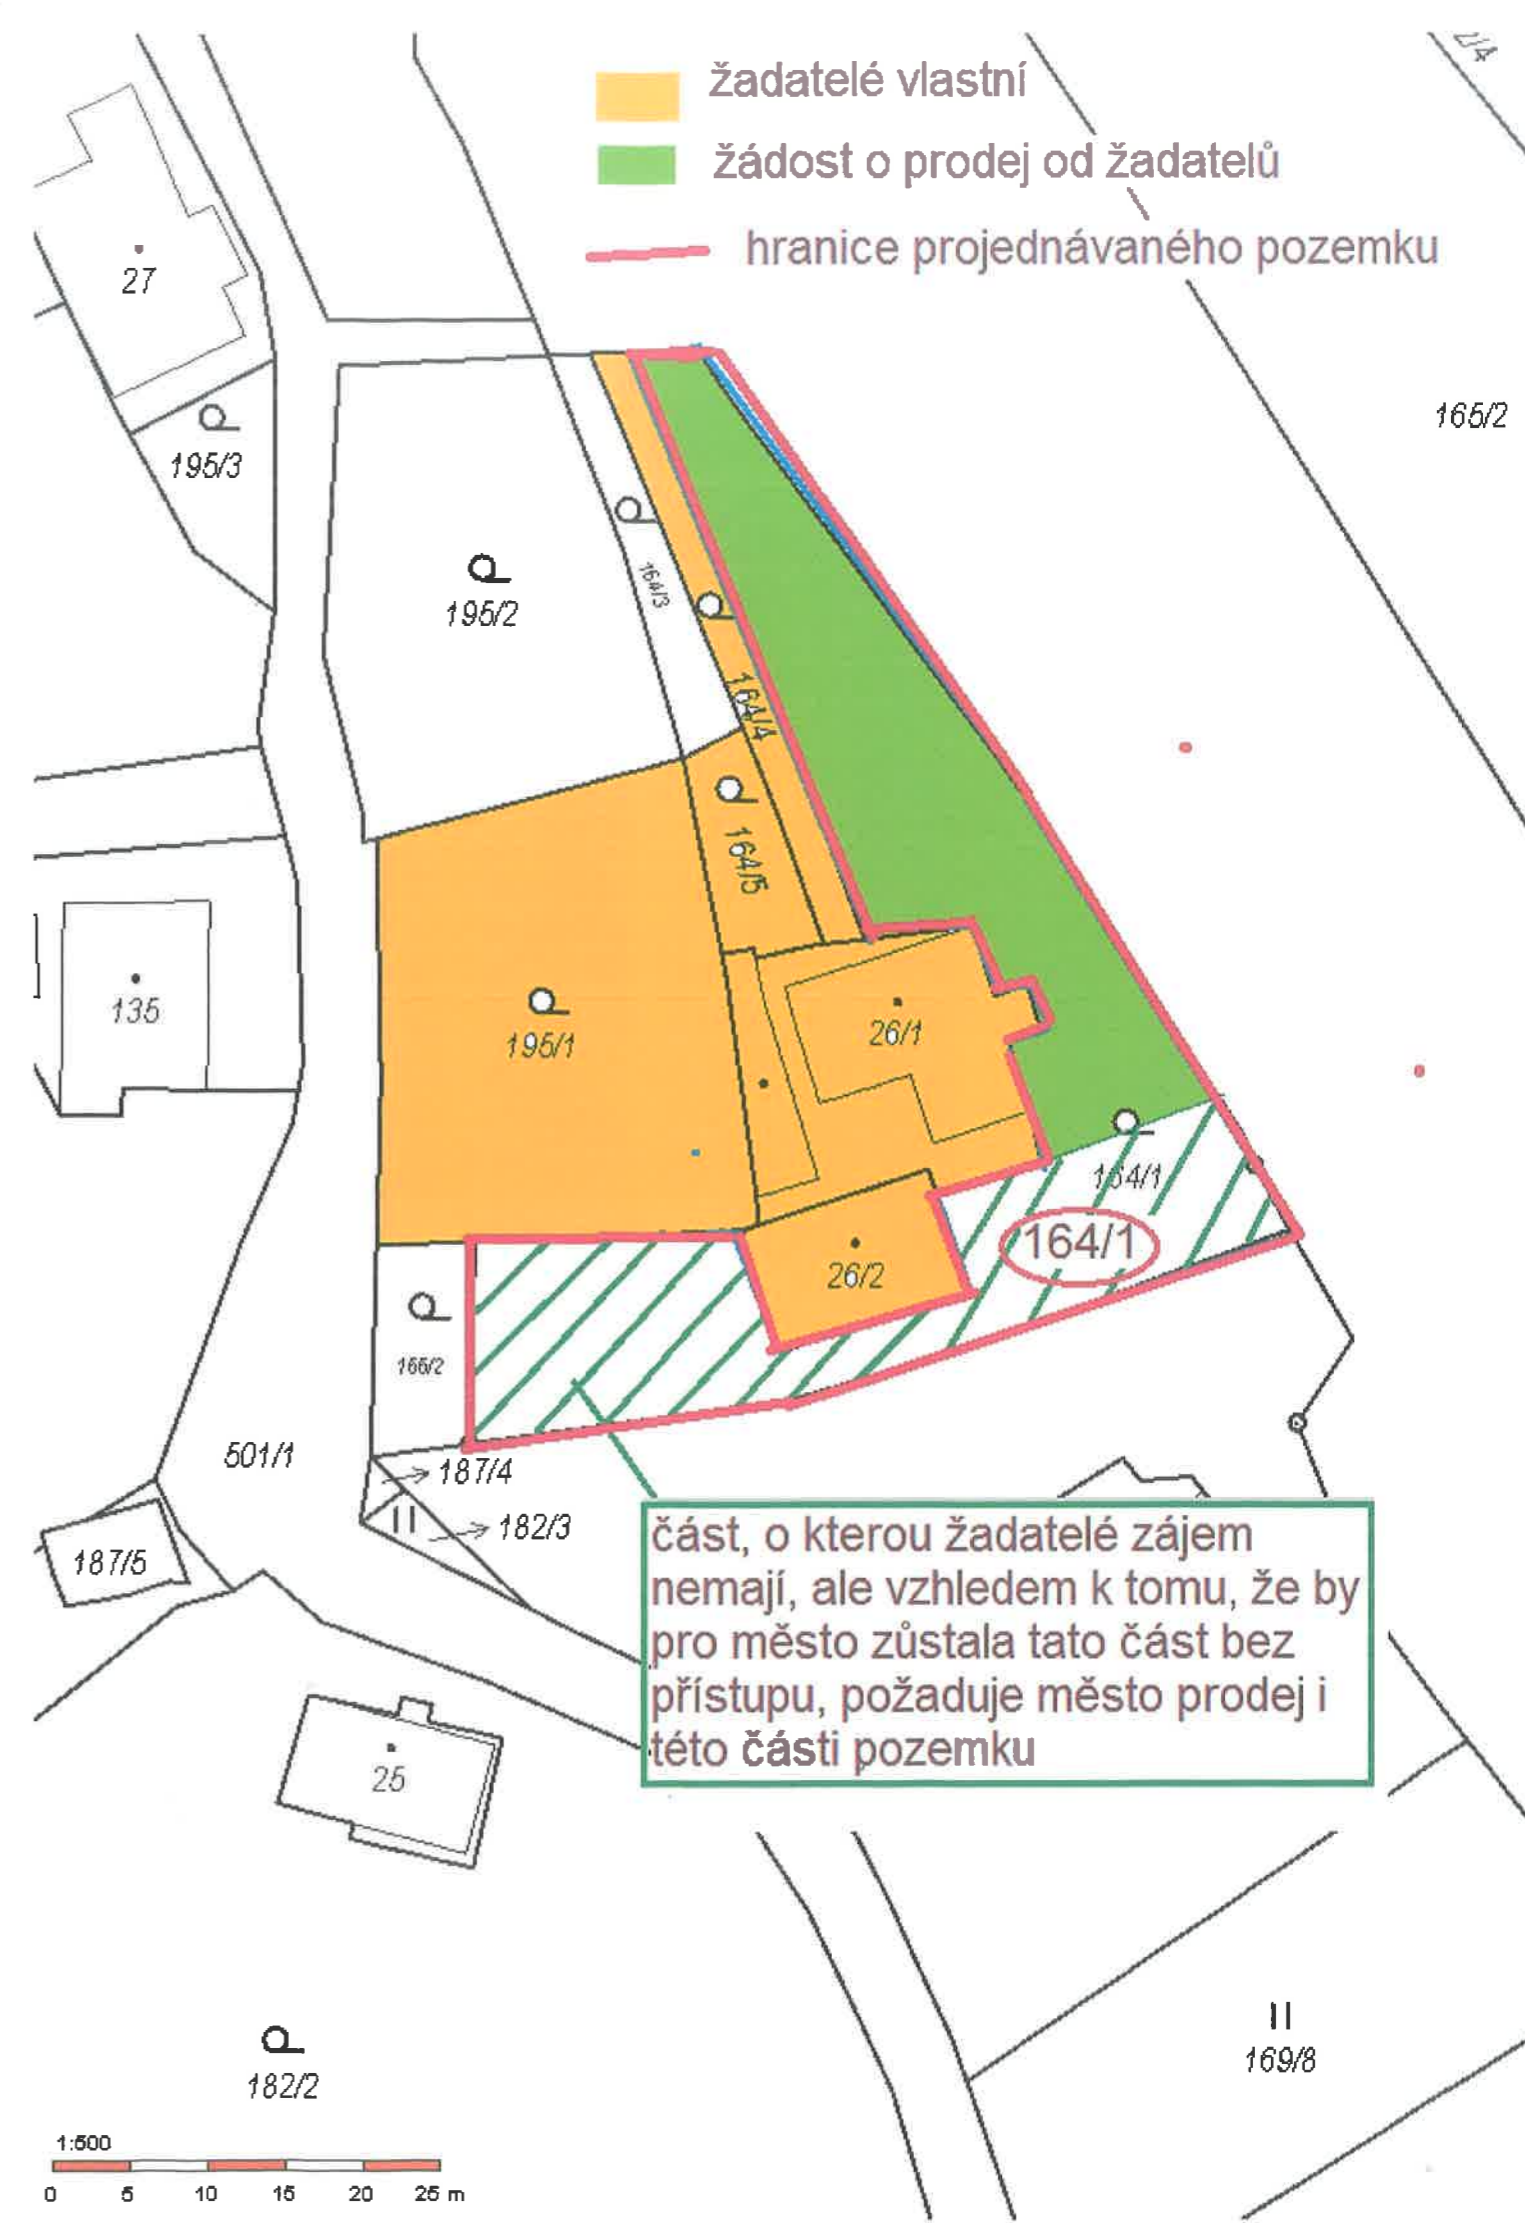 žadatelé vlastní
žádost o prodej od žadatelů
hranice projednávaného pozemku
2/4
27
165/2
195/3
164/3
195/2
164/4
164/5
135
26/1
195/1
164/1
164/1
26/2
166/2
501/1
187/4
182/3
187/5
část, o kterou žadatelé zájem
nemají, ale vzhledem k tomu, že by
pro město zůstala tato část bez
přístupu, požaduje město prodej i
této části pozemku
25
169/8
182/2
1:500
0 5 10 15 20 25 m